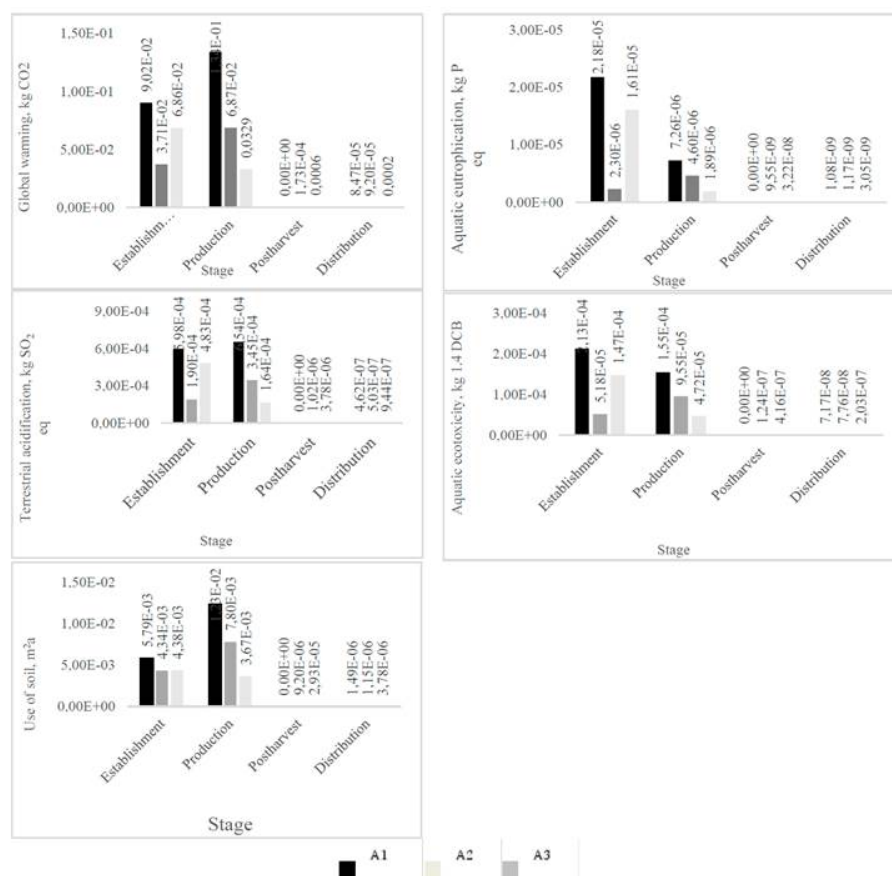 Global warming, kg CO2
1,50E-01
1,00E-01
5,00E-02
0,00E+00
9,02E-02
3,71E-02
6,86E-02
6,87E-02
0,0329
0,00E+00
1,73E-04
0,0006
8,47E-05
9,20E-05
0,0002
Establishm...
Production
Postharvest
Distribution
Stage
Aquatic eutrophication, kg P
eq
3,00E-05
2,00E-05
1,00E-05
0,00E+00
2,18E-05
2,30E-06
1,61E-05
7,26E-06
4,60E-06
1,89E-06
0,00E+00
9,55E-09
3,22E-08
1,08E-09
1,17E-09
3,05E-09
Establishment
Production
Postharvest
Distribution
Stage
Terrestrial acidification, kg SO2
eq
9,00E-04
6,00E-04
3,00E-04
0,00E+00
5,98E-04
1,90E-04
4,83E-04
6,54E-04
3,45E-04
1,64E-04
0,00E+00
1,02E-06
3,78E-06
4,62E-07
5,03E-07
9,44E-07
Establishment
Production
Postharvest
Distribution
Stage
Aquatic ecotoxicity, kg 1.4 DCB
3,00E-04
2,00E-04
1,00E-04
0,00E+00
2,13E-04
5,18E-05
1,47E-04
1,55E-04
9,55E-05
4,72E-05
0,00E+00
1,24E-07
4,16E-07
7,17E-08
7,76E-08
2,03E-07
Establishment
Production
Postharvest
Distribution
Stage
Use of soil, m²a
1,50E-02
1,00E-02
5,00E-03
0,00E+00
5,79E-03
4,34E-03
4,38E-03
7,80E-03
3,67E-03
0,00E+00
9,20E-06
2,93E-05
1,49E-06
1,15E-06
3,78E-06
Establishment
Production
Postharvest
Distribution
Stage
A1 A2 A3